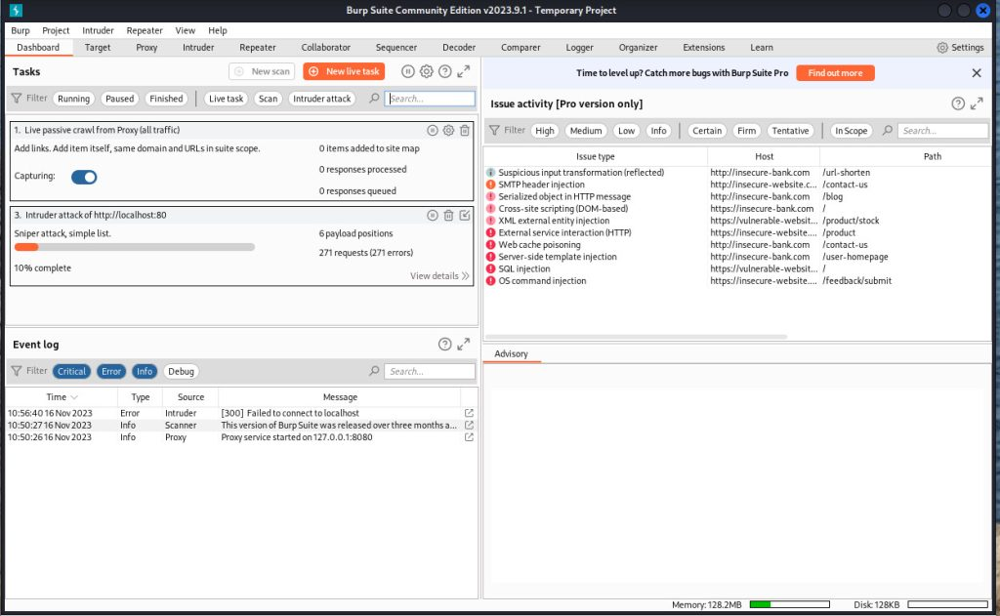 Burp Suite Community Edition v2023.9.1 - Temporary Project
Burp Project Intruder Repeater View Help
Dashboard Target Proxy Intruder Repeater Collaborator Sequencer Decoder Comparer Logger Organizer Extensions Learn Settings
Tasks
New scan
New live task
Filter Running Paused Finished Live task Scan Intruder attack Search...
1. Live passive crawl from Proxy (all traffic)
Add links. Add item itself, same domain and URLs in suite scope.
0 items added to site map
Capturing:
0 responses processed
0 responses queued
3. Intruder attack of http://localhost:80
Sniper attack, simple list.
6 payload positions
271 requests (271 errors)
10% complete
View details
Event log
Filter Critical Error Info Debug Search...
Time Type Source Message
10:56:40 16 Nov 2023 Error Intruder [300] Failed to connect to localhost
10:50:27 16 Nov 2023 Info Scanner This version of Burp Suite was released over three months a...
10:50:26 16 Nov 2023 Info Proxy Proxy service started on 127.0.0.1:8080
Time to level up? Catch more bugs with Burp Suite Pro
Find out more
Issue activity [Pro version only]
Filter High Medium Low Info Certain Firm Tentative In Scope Search...
Issue type Host Path
Suspicious input transformation (reflected) http://insecure-bank.com /url-shorten
SMTP header injection http://insecure-website.c... /contact-us
Serialized object in HTTP message http://insecure-bank.com /blog
Cross-site scripting (DOM-based) http://insecure-bank.com /
XML external entity injection https://vulnerable-website... /product/stock
External service interaction (HTTP) https://insecure-website.... /product
Web cache poisoning http://insecure-bank.com /contact-us
Server-side template injection http://insecure-bank.com /user-homepage
SQL injection https://vulnerable-websit... /
OS command injection https://insecure-website.... /feedback/submit
Advisory
Memory: 128.2MB
Disk: 128KB